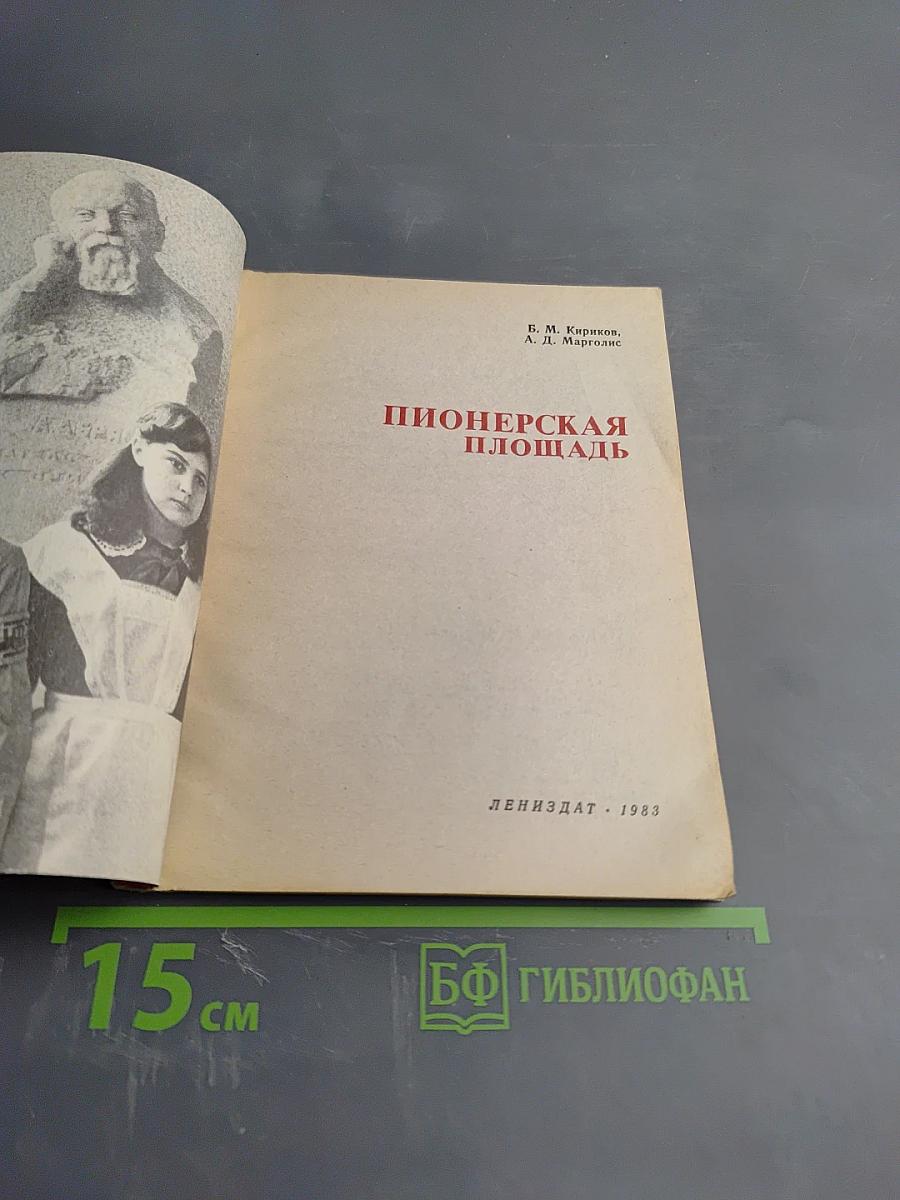 Б. М. Кириков,
А. Д. Марголис
ПИОНЕРСКАЯ
ПЛОЩАДЬ
ЛЕНИЗДАТ · 1983
15 см
БФ ГИБЛИОФАН